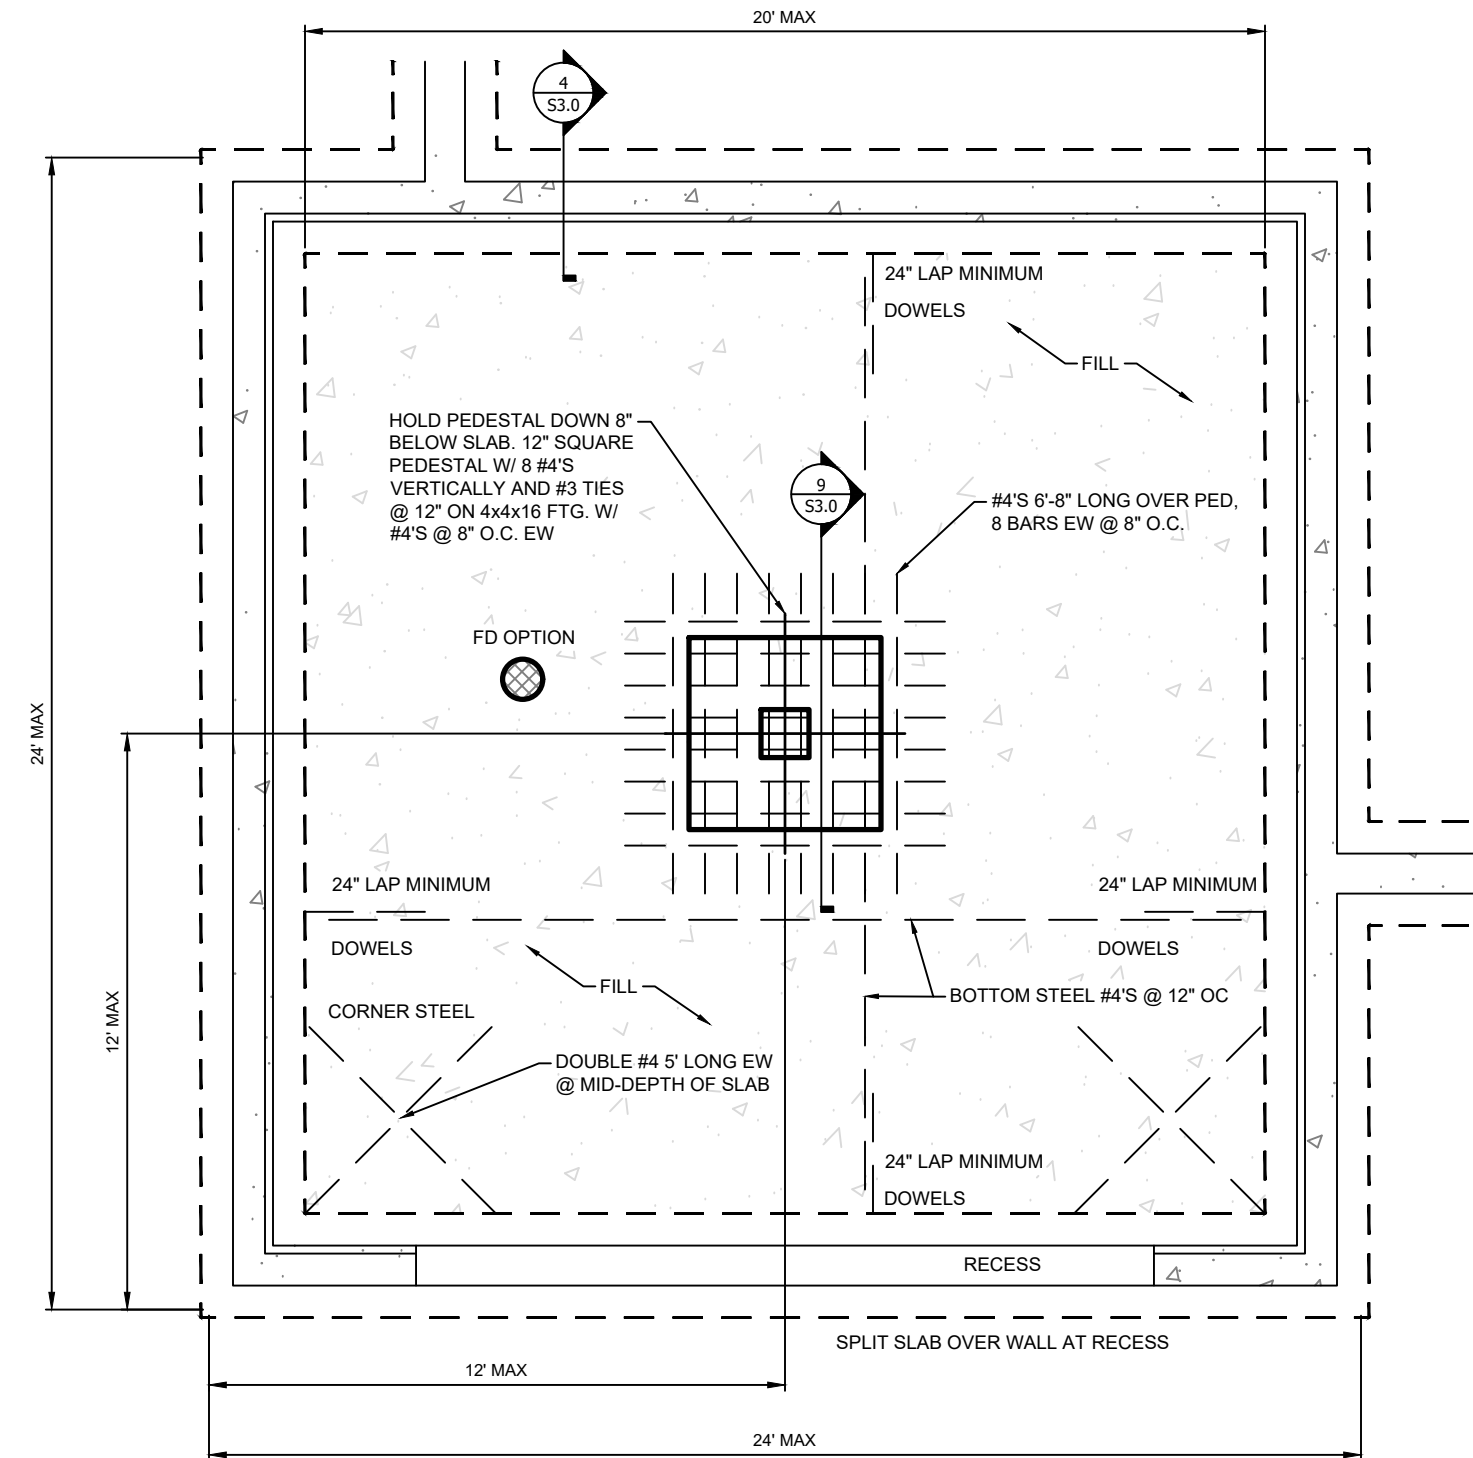 20' MAX
4
S3.0
24" LAP MINIMUM
DOWELS
FILL
HOLD PEDESTAL DOWN 8"
BELOW SLAB. 12" SQUARE
PEDESTAL W/ 8 #4'S
VERTICALLY AND #3 TIES
@ 12" ON 4x4x16 FTG. W/
#4'S @ 8" O.C. EW
9
S3.0
#4'S 6'-8" LONG OVER PED,
8 BARS EW @ 8" O.C.
FD OPTION
24' MAX
24" LAP MINIMUM
24" LAP MINIMUM
DOWELS
DOWELS
FILL
BOTTOM STEEL #4'S @ 12" OC
CORNER STEEL
12' MAX
DOUBLE #4 5' LONG EW
@ MID-DEPTH OF SLAB
24" LAP MINIMUM
DOWELS
RECESS
SPLIT SLAB OVER WALL AT RECESS
12' MAX
24' MAX